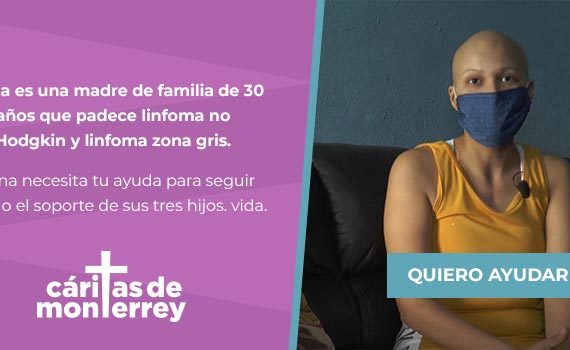 a es una madre de familia de 30
años que padece linfoma no
Hodgkin y linfoma zona gris.
na necesita tu ayuda para seguir
o el soporte de sus tres hijos. vida.
cáritas de
monterrey
QUIERO AYUDAR